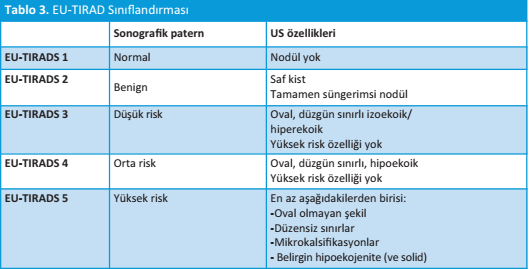 Tablo 3. EU-TIRAD Sınıflandırması
Sonografik patern US özellikleri
EU-TIRADS 1 Normal Nodül yok
EU-TIRADS 2 Benign Saf kist
Tamamen süngerimsi nodül
EU-TIRADS 3 Düşük risk Oval, düzgün sınırlı izoekoik/
hiperekoik
Yüksek risk özelliği yok
EU-TIRADS 4 Orta risk Oval, düzgün sınırlı, hipoekoik
Yüksek risk özelliği yok
EU-TIRADS 5 Yüksek risk En az aşağıdakilerden birisi:
-Oval olmayan şekil
-Düzensiz sınırlar
-Mikrokalsifikasyonlar
- Belirgin hipoekojenite (ve solid)